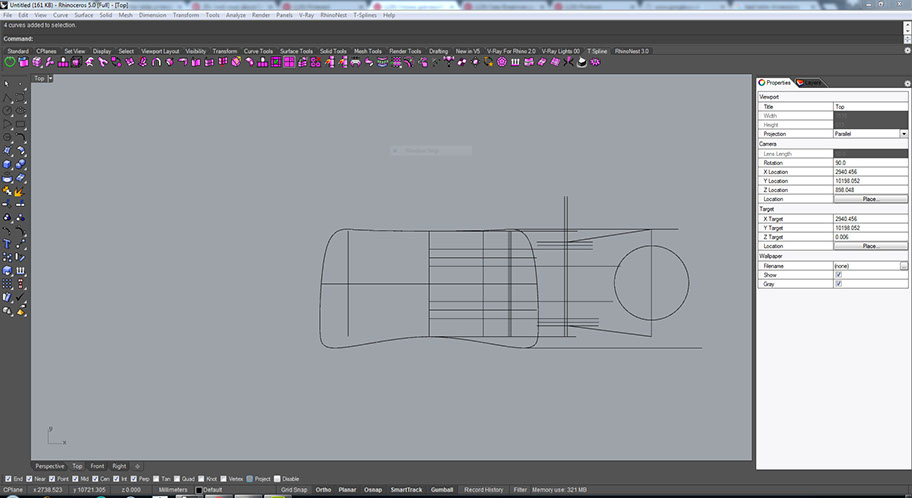 Untitled (161 KB) - Rhinoceros 5.0 [Full] - [Top]
File Edit View Curve Surface Solid Mesh Dimension Transform Tools Analyze Render Panels V-Ray RhinoNest T-Splines Help
4 curves added to selection.
Command:
Standard CPlanes Set View Display Select Viewport Layout Visibility Transform Curve Tools Surface Tools Solid Tools Mesh Tools Render Tools Drafting New in V5 V-Ray For Rhino 2.0 V-Ray Lights 00 T Spline RhinoNest 3.0
Top
Properties Layers
Viewport
Title Top
Width
Height
Projection Parallel
Camera
Lens Length
Rotation 90.0
X Location 2940.456
Y Location 10198.052
Z Location 898.048
Location Place...
Target
X Target 2940.456
Y Target 10198.052
Z Target 0.006
Location Place...
Wallpaper
Filename (none) ...
Show
Gray
y
x
Perspective Top Front Right
End Near Point Mid Cen Int Perp Tan Quad Knot Vertex Project Disable
CPlane x 2738.523 y 10721.305 z 0.000 Millimeters Default Grid Snap Ortho Planar Osnap SmartTrack Gumball Record History Filter Memory use: 321 MB